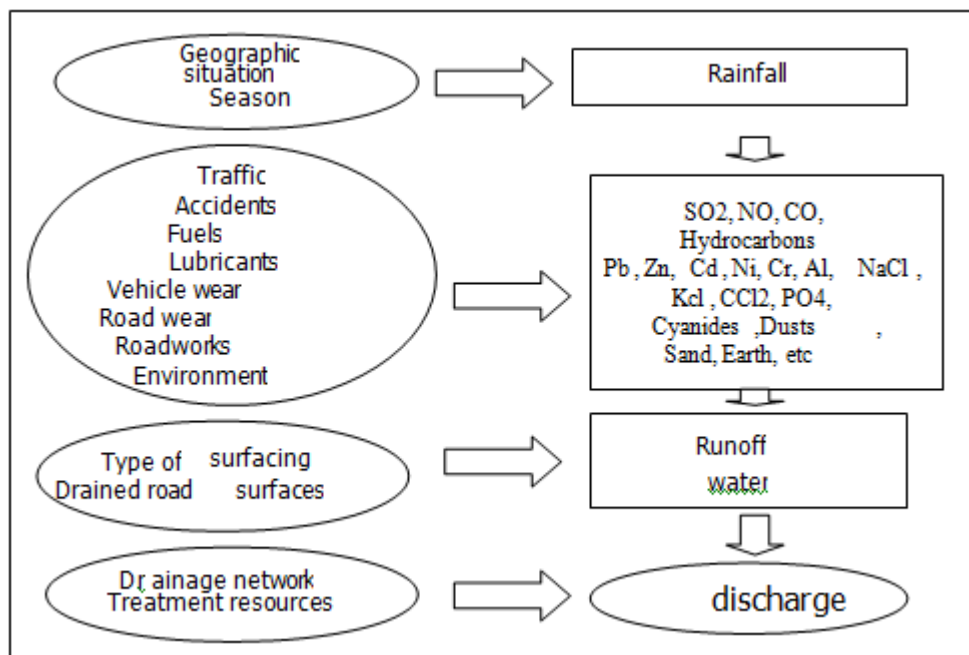 Geographic
situation
Season
Rainfall
Traffic
Accidents
Fuels
Lubricants
Vehicle wear
Road wear
Roadworks
Environment
SO2, NO, CO,
Hydrocarbons
Pb , Zn, Cd , Ni, Cr, Al, NaCl ,
Kcl , CCl2, PO4,
Cyanides ,Dusts ,
Sand, Earth, etc
Type of surfacing
Drained road surfaces
Runoff
water
Dr ainage network
Treatment resources
discharge